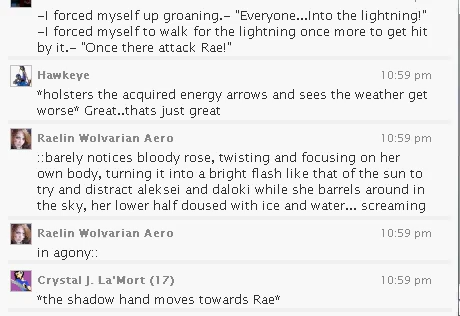 ~I forced myself up groaning.~ "Everyone...Into the lightning!"
~I forced myself to walk for the lightning once more to get hit
by it.~ "Once there attack Rae!"
Hawkeye 10:59 pm
*holsters the acquired energy arrows and sees the weather get
worse* Great..thats just great
Raelin Wolvarian Aero 10:59 pm
::barely notices bloody rose, twisting and focusing on her
own body, turning it into a bright flash like that of the sun to
try and distract aleksei and daloki while she barrels around in
the sky, her lower half doused with ice and water... screaming
Raelin Wolvarian Aero 10:59 pm
in agony::
Crystal J. La'Mort (17) 10:59 pm
*the shadow hand moves towards Rae*